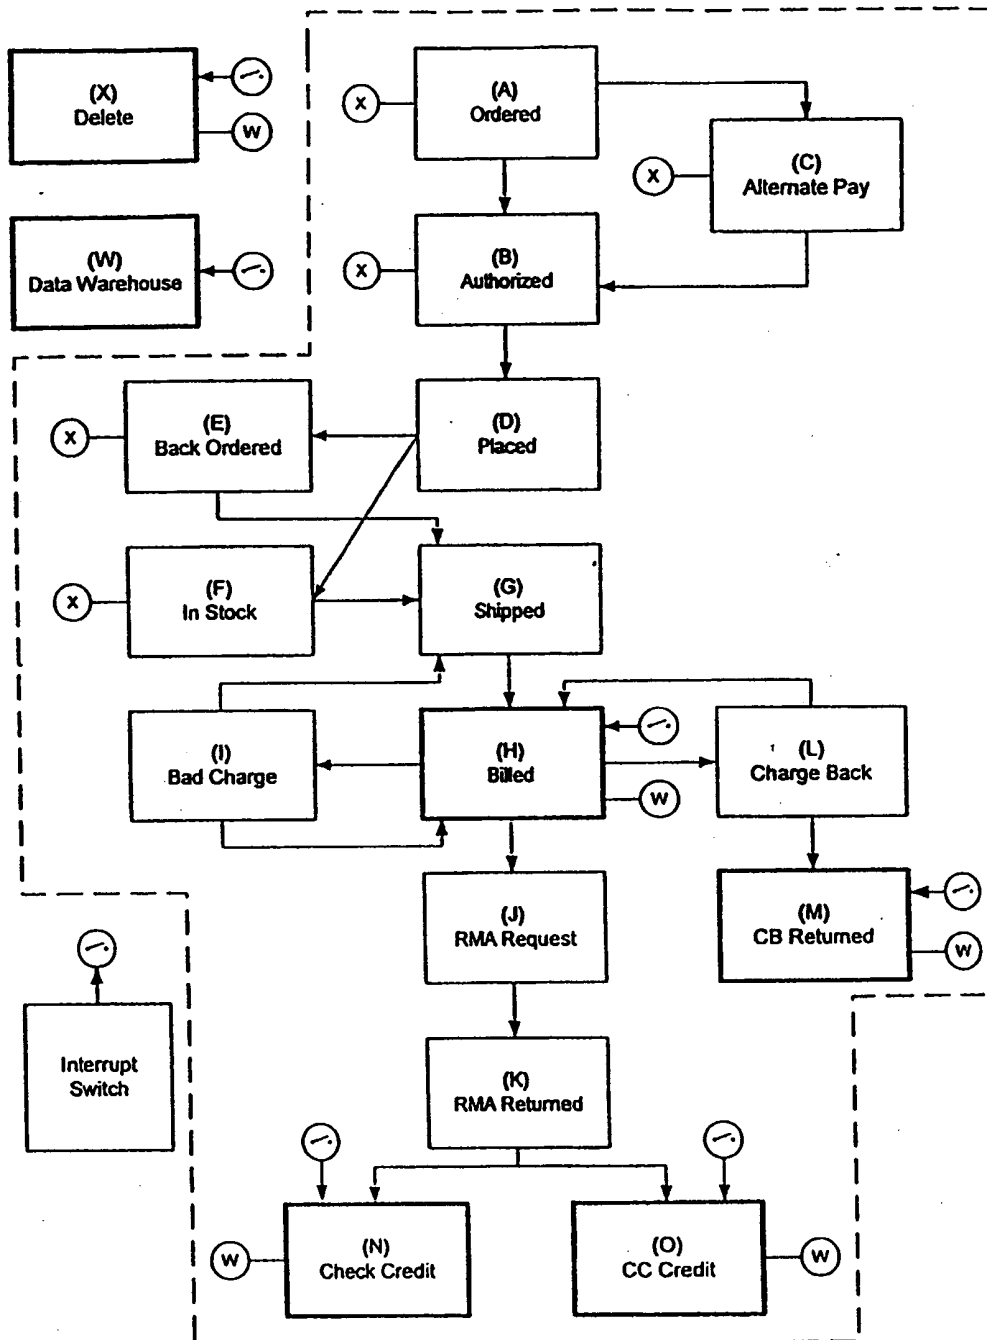 (X)
Delete
W
X
(A)
Ordered
X
(C)
Alternate Pay
(W)
Data Warehouse
X
(B)
Authorized
X
(E)
Back Ordered
(D)
Placed
X
(F)
In Stock
(G)
Shipped
(I)
Bad Charge
(H)
Billed
W
(L)
Charge Back
(J)
RMA Request
(M)
CB Returned
W
Interrupt
Switch
(K)
RMA Returned
W
(N)
Check Credit
(O)
CC Credit
W